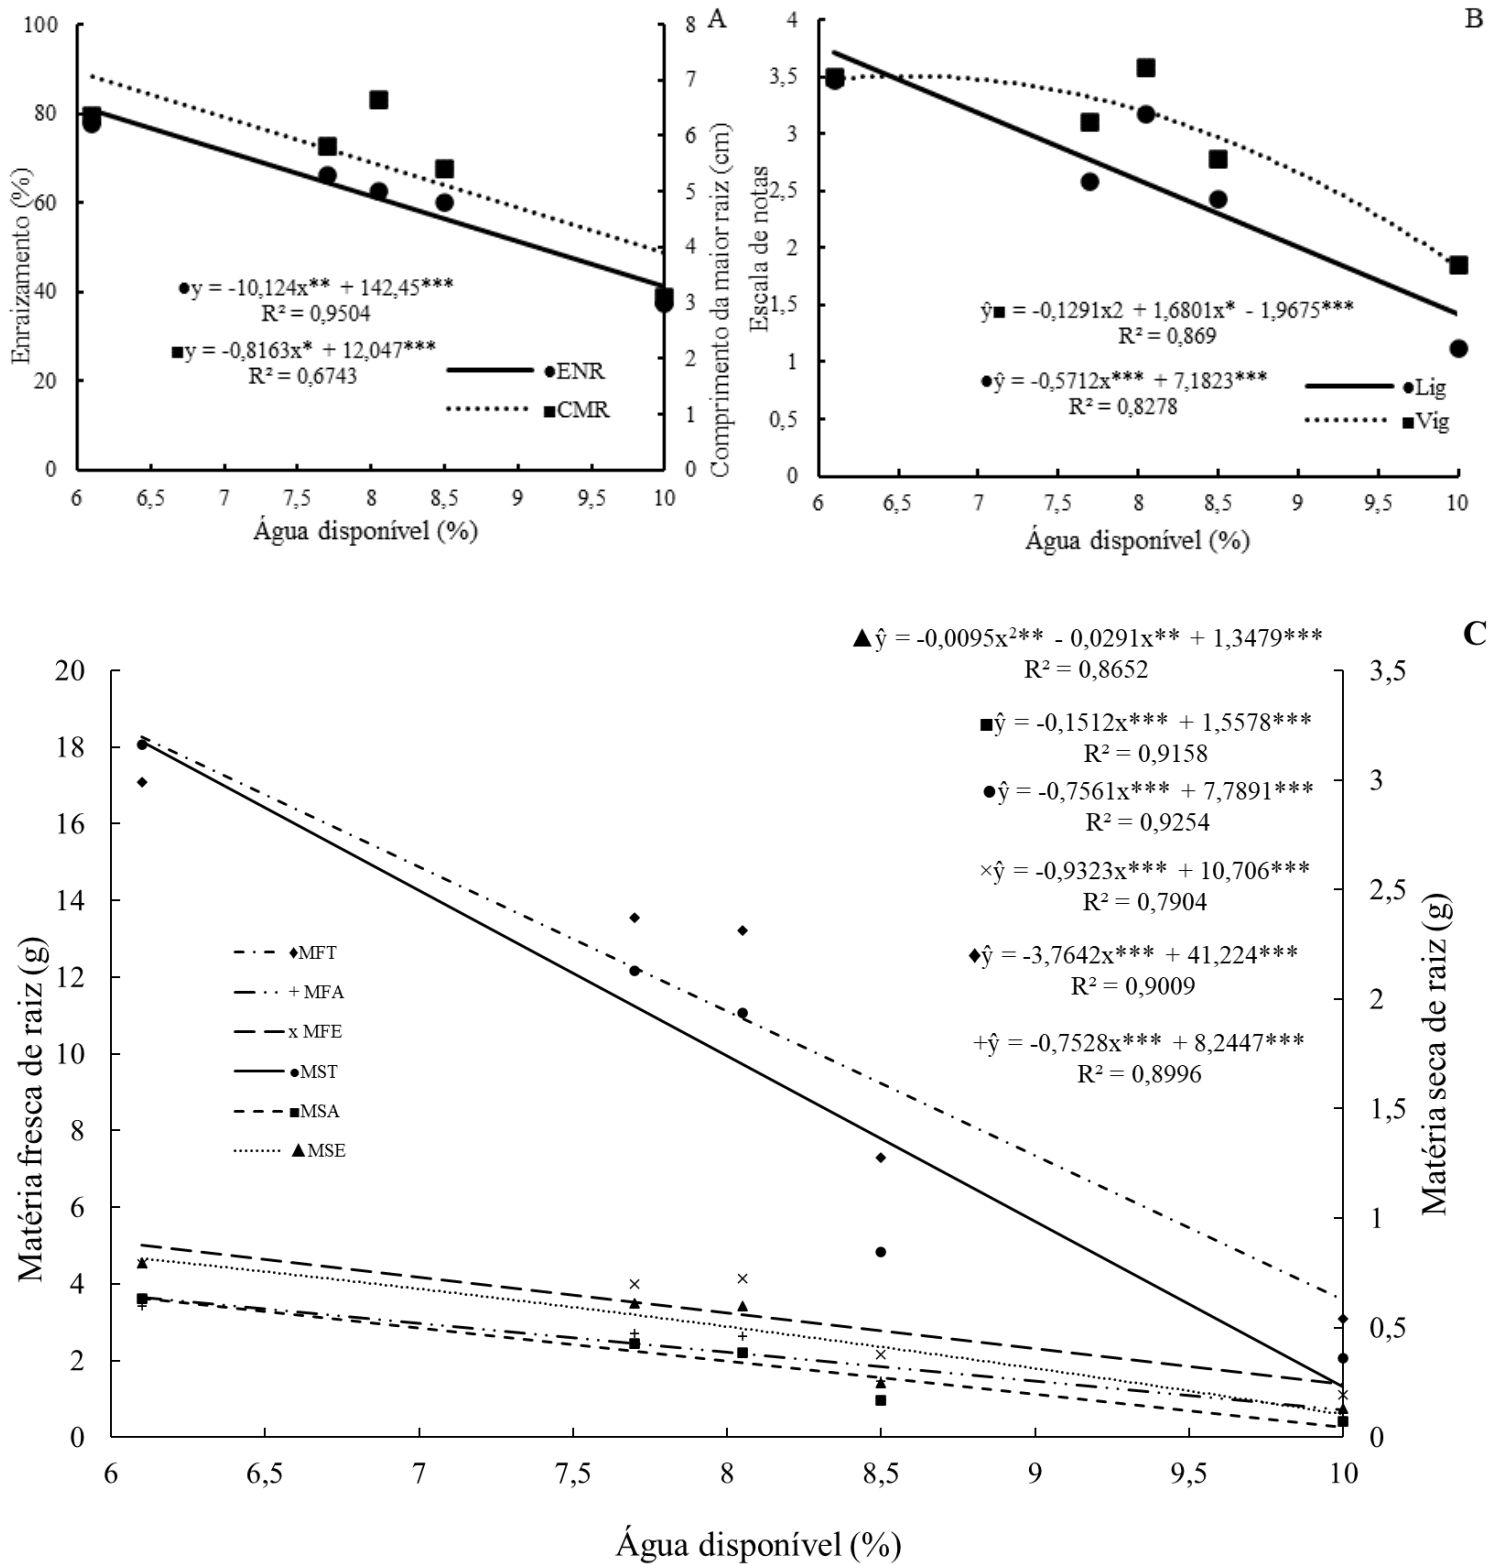 A
100
80
60
40
20
0
8
7
6
5
4
3
2
1
0
Enraizamento (%)
Comprimento da maior raiz (cm)
●y = -10,124x** + 142,45***
R² = 0,9504
■y = -0,8163x* + 12,047***
R² = 0,6743
●ENR
■CMR
6 6,5 7 7,5 8 8,5 9 9,5 10
Água disponível (%)
B
4
3,5
3
2,5
2
1,5
1
0,5
0
Escala de notas
ŷ■ = -0,1291x2 + 1,6801x* - 1,9675***
R² = 0,869
●ŷ = -0,5712x*** + 7,1823***
R² = 0,8278
●Lig
■Vig
6 6,5 7 7,5 8 8,5 9 9,5 10
Água disponível (%)
C
▲ŷ = -0,0095x²** - 0,0291x** + 1,3479***
R² = 0,8652
■ŷ = -0,1512x*** + 1,5578***
R² = 0,9158
●ŷ = -0,7561x*** + 7,7891***
R² = 0,9254
×ŷ = -0,9323x*** + 10,706***
R² = 0,7904
◆ŷ = -3,7642x*** + 41,224***
R² = 0,9009
+ŷ = -0,7528x*** + 8,2447***
R² = 0,8996
20
18
16
14
12
10
8
6
4
2
0
Matéria fresca de raiz (g)
◆MFT
+ MFA
x MFE
●MST
■MSA
▲MSE
3,5
3
2,5
2
1,5
1
0,5
0
Matéria seca de raiz (g)
6 6,5 7 7,5 8 8,5 9 9,5 10
Água disponível (%)